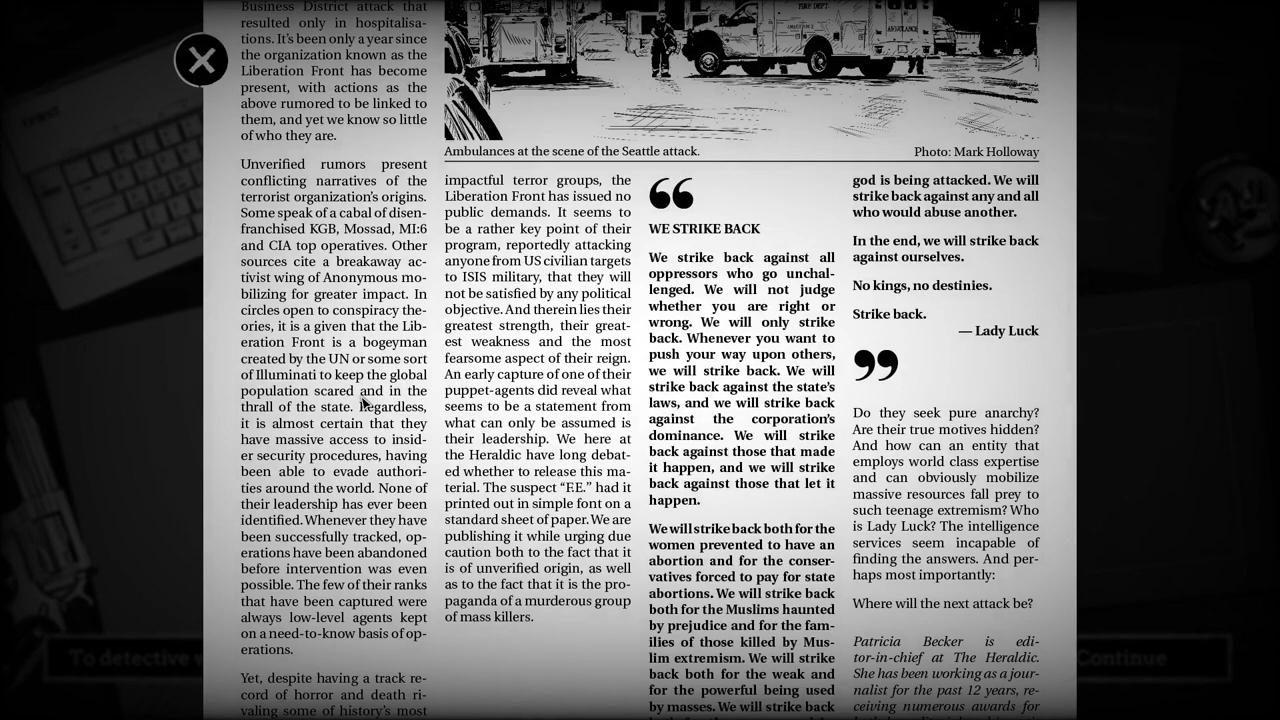 Business District attack that
resulted only in hospitalisa-
tions. It's been only a year since
the organization known as the
Liberation Front has become
present, with actions as the
above rumored to be linked to
them, and yet we know so little
of who they are.
Unverified rumors present
conflicting narratives of the
terrorist organization's origins.
Some speak of a cabal of disen-
franchised KGB, Mossad, MI:6
and CIA top operatives. Other
sources cite a breakaway ac-
tivist wing of Anonymous mo-
bilizing for greater impact. In
circles open to conspiracy the-
ories, it is a given that the Lib-
eration Front is a bogeyman
created by the UN or some sort
of Illuminati to keep the global
population scared and in the
thrall of the state. Regardless,
it is almost certain that they
have massive access to insid-
er security procedures, having
been able to evade authori-
ties around the world. None of
their leadership has ever been
identified. Whenever they have
been successfully tracked, op-
erations have been abandoned
before intervention was even
possible. The few of their ranks
that have been captured were
always low-level agents kept
on a need-to-know basis of op-
erations.
Yet, despite having a track re-
cord of horror and death ri-
valing some of history's most
FIRE DEPT.
AMBULANCE
AMBULANCE
Ambulances at the scene of the Seattle attack.
Photo: Mark Holloway
impactful terror groups, the
Liberation Front has issued no
public demands. It seems to
be a rather key point of their
program, reportedly attacking
anyone from US civilian targets
to ISIS military, that they will
not be satisfied by any political
objective. And therein lies their
greatest strength, their great-
est weakness and the most
fearsome aspect of their reign.
An early capture of one of their
puppet-agents did reveal what
seems to be a statement from
what can only be assumed is
their leadership. We here at
the Heraldic have long debat-
ed whether to release this ma-
terial. The suspect “F.E.” had it
printed out in simple font on a
standard sheet of paper. We are
publishing it while urging due
caution both to the fact that it
is of unverified origin, as well
as to the fact that it is the pro-
paganda of a murderous group
of mass killers.
“
WE STRIKE BACK
We strike back against all
oppressors who go unchal-
lenged. We will not judge
whether you are right or
wrong. We will only strike
back. Whenever you want to
push your way upon others,
we will strike back. We will
strike back against the state's
laws, and we will strike back
against the corporation's
dominance. We will strike
back against those that made
it happen, and we will strike
back against those that let it
happen.
We will strike back both for the
women prevented to have an
abortion and for the conser-
vatives forced to pay for state
abortions. We will strike back
both for the Muslims haunted
by prejudice and for the fam-
ilies of those killed by Mus-
lim extremism. We will strike
back both for the weak and
for the powerful being used
by masses. We will strike back
god is being attacked. We will
strike back against any and all
who would abuse another.
In the end, we will strike back
against ourselves.
No kings, no destinies.
Strike back.
— Lady Luck
”
Do they seek pure anarchy?
Are their true motives hidden?
And how can an entity that
employs world class expertise
and can obviously mobilize
massive resources fall prey to
such teenage extremism? Who
is Lady Luck? The intelligence
services seem incapable of
finding the answers. And per-
haps most importantly:
Where will the next attack be?
Patricia Becker is edi-
tor-in-chief at The Heraldic.
She has been working as a jour-
nalist for the past 12 years, re-
ceiving numerous awards for
To detective
Continue